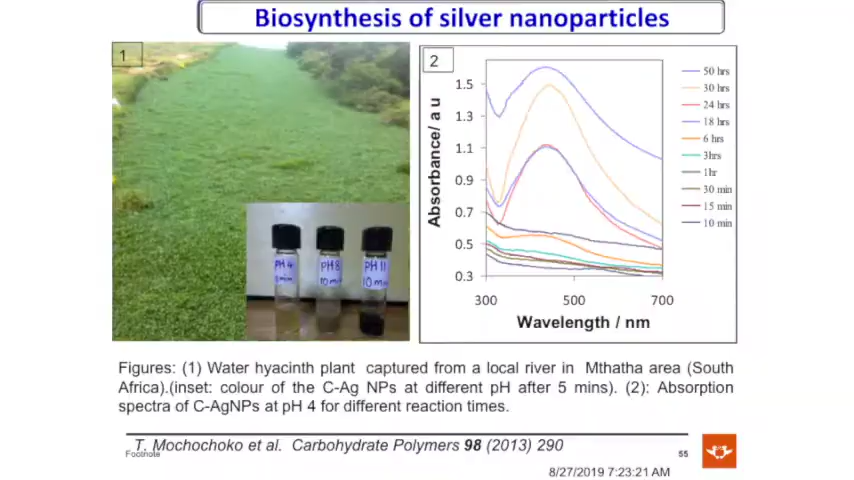 Biosynthesis of silver nanoparticles
1
pH 4
pH 8
10 min
pH 11
10 min
2
Absorbance/ a u
1.5
1.3
1.1
0.9
0.7
0.5
0.3
300
500
700
Wavelength / nm
50 hrs
30 hrs
24 hrs
18 hrs
6 hrs
3hrs
1hr
30 min
15 min
10 min
Figures: (1) Water hyacinth plant captured from a local river in Mthatha area (South
Africa).(inset: colour of the C-Ag NPs at different pH after 5 mins). (2): Absorption
spectra of C-AgNPs at pH 4 for different reaction times.
T. Mochochoko et al. Carbohydrate Polymers 98 (2013) 290
Footnote
55
8/27/2019 7:23:21 AM